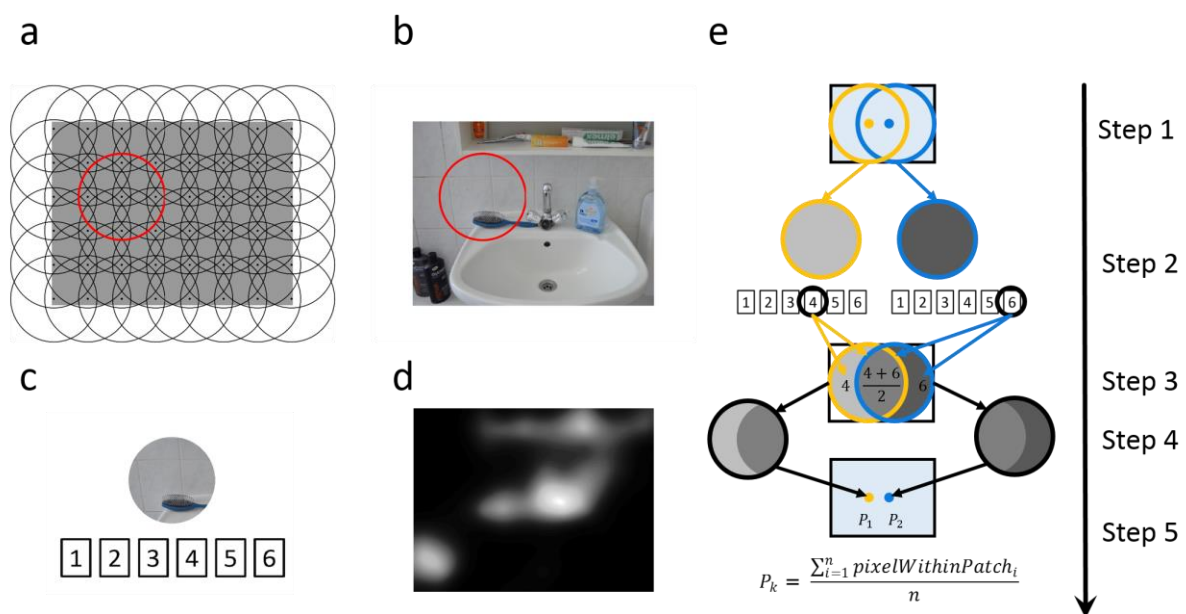 a
b
e
Step 1
Step 2
1 2 3 4 5 6
1 2 3 4 5 6
c
d
4
4 + 6
2
6
Step 3
Step 4
1 2 3 4 5 6
P₁ P₂
Step 5
Pₖ = ∑ⁿᵢ₌₁ pixelWithinPatchᵢ
n